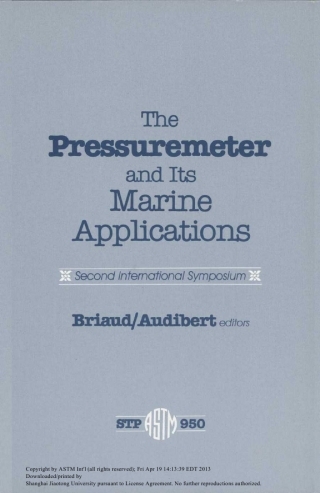 The
Pressuremeter
and Its
Marine
Applications
Second International Symposium
Briaud/Audibert editors
STP ASTM 950
Copyright by ASTM Int'l (all rights reserved); Fri Apr 19 14:13:39 EDT 2013
Downloaded/printed by
Shanghai Jiaotong University pursuant to License Agreement. No further reproductions authorized.